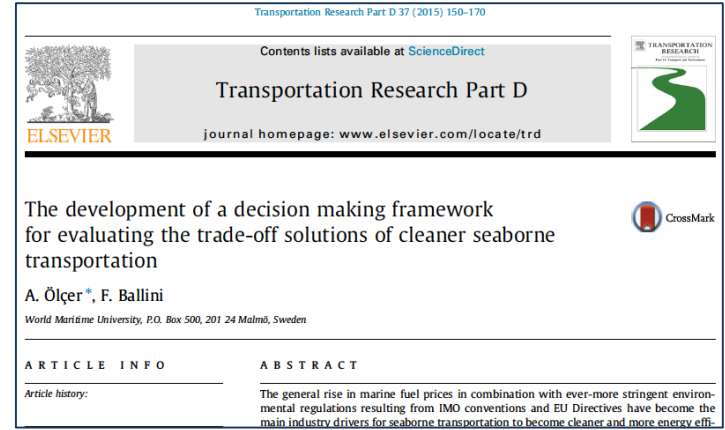 Transportation Research Part D 37 (2015) 150–170
Contents lists available at ScienceDirect
Transportation Research Part D
journal homepage: www.elsevier.com/locate/trd
ELSEVIER
TRANSPORTATION
RESEARCH
CrossMark
The development of a decision making framework
for evaluating the trade-off solutions of cleaner seaborne
transportation
A. Ölçer *, F. Ballini
World Maritime University, P.O. Box 500, 201 24 Malmö, Sweden
ARTICLE INFO
Article history:
ABSTRACT
The general rise in marine fuel prices in combination with ever-more stringent environ-
mental regulations resulting from IMO conventions and EU Directives have become the
main industry drivers for seaborne transportation to become cleaner and more energy effi-